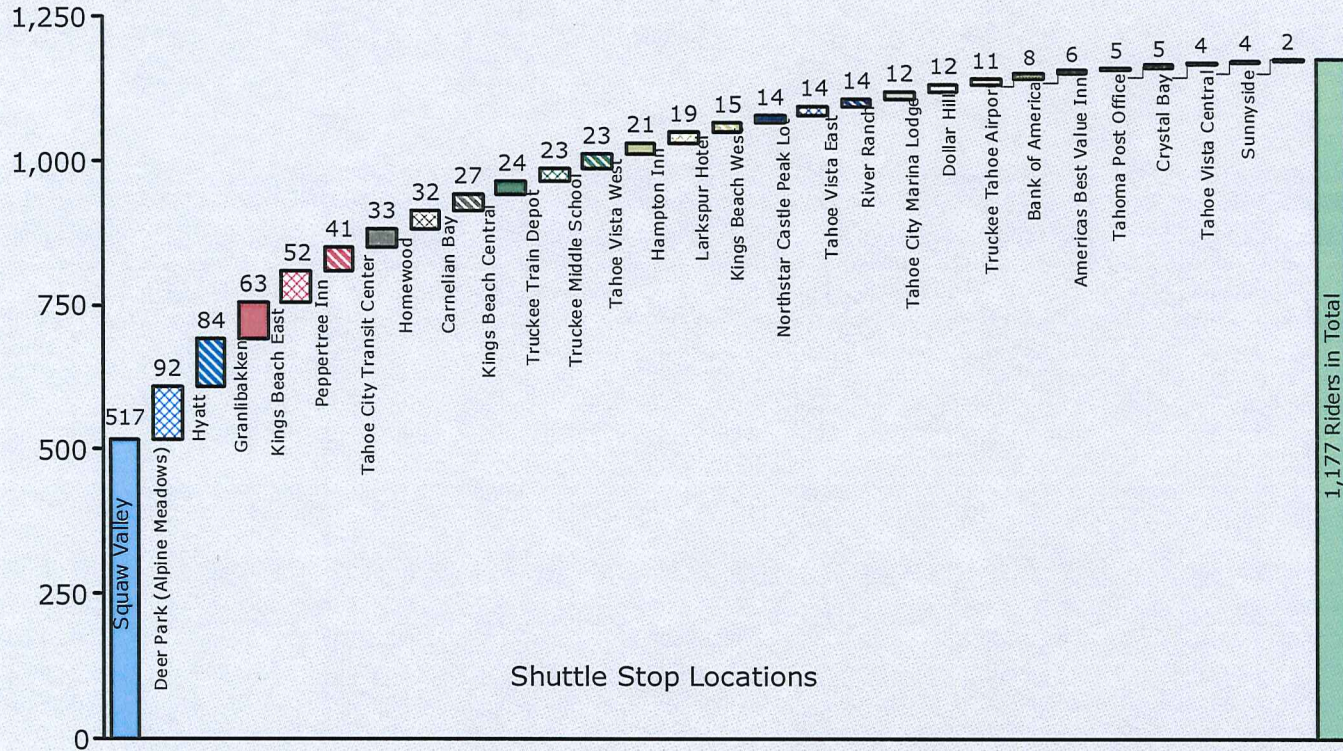 1,250
1,000
750
500
250
0
517
92
84
63
52
41
33
32
27
24
23
23
21
19
15
14
14
14
12
12
11
8
6
5
5
4
4
2
Squaw Valley
Deer Park (Alpine Meadows)
Hyatt
Granlibakken
Kings Beach East
Peppertree Inn
Tahoe City Transit Center
Homewood
Carnelian Bay
Kings Beach Central
Truckee Train Depot
Truckee Middle School
Tahoe Vista West
Hampton Inn
Larkspur Hotel
Kings Beach West
Northstar Castle Peak Lot
Tahoe Vista East
River Ranch
Tahoe City Marina Lodge
Dollar Hill
Truckee Tahoe Airport
Bank of America
Americas Best Value Inn
Tahoma Post Office
Crystal Bay
Tahoe Vista Central
Sunnyside
1,177 Riders in Total
Shuttle Stop Locations